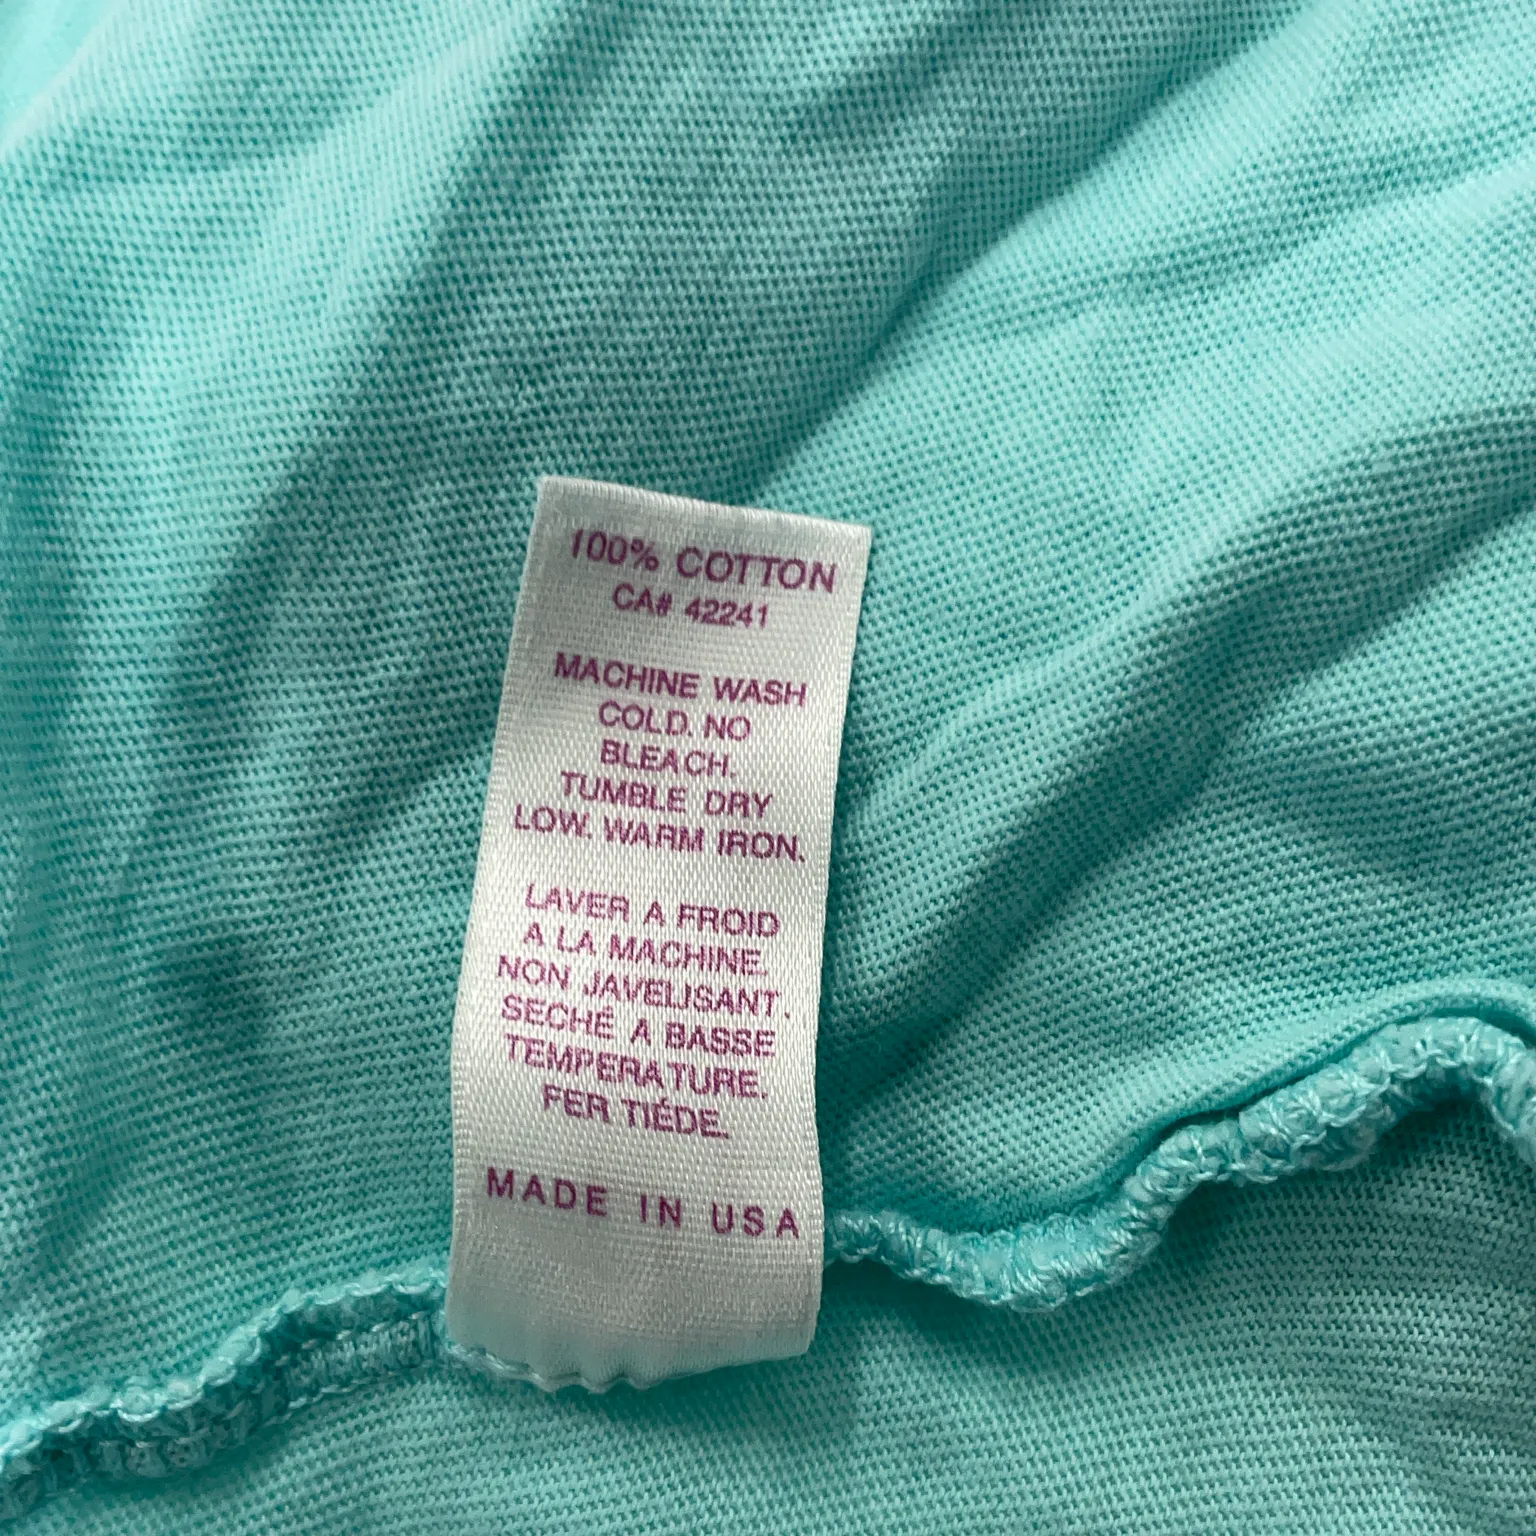 100% COTTON
CA# 42241
MACHINE WASH
COLD. NO
BLEACH.
TUMBLE DRY
LOW. WARM IRON.
LAVER A FROID
A LA MACHINE.
NON JAVELISANT.
SECHÉ A BASSE
TEMPERATURE.
FER TIÉDE.
MADE IN USA